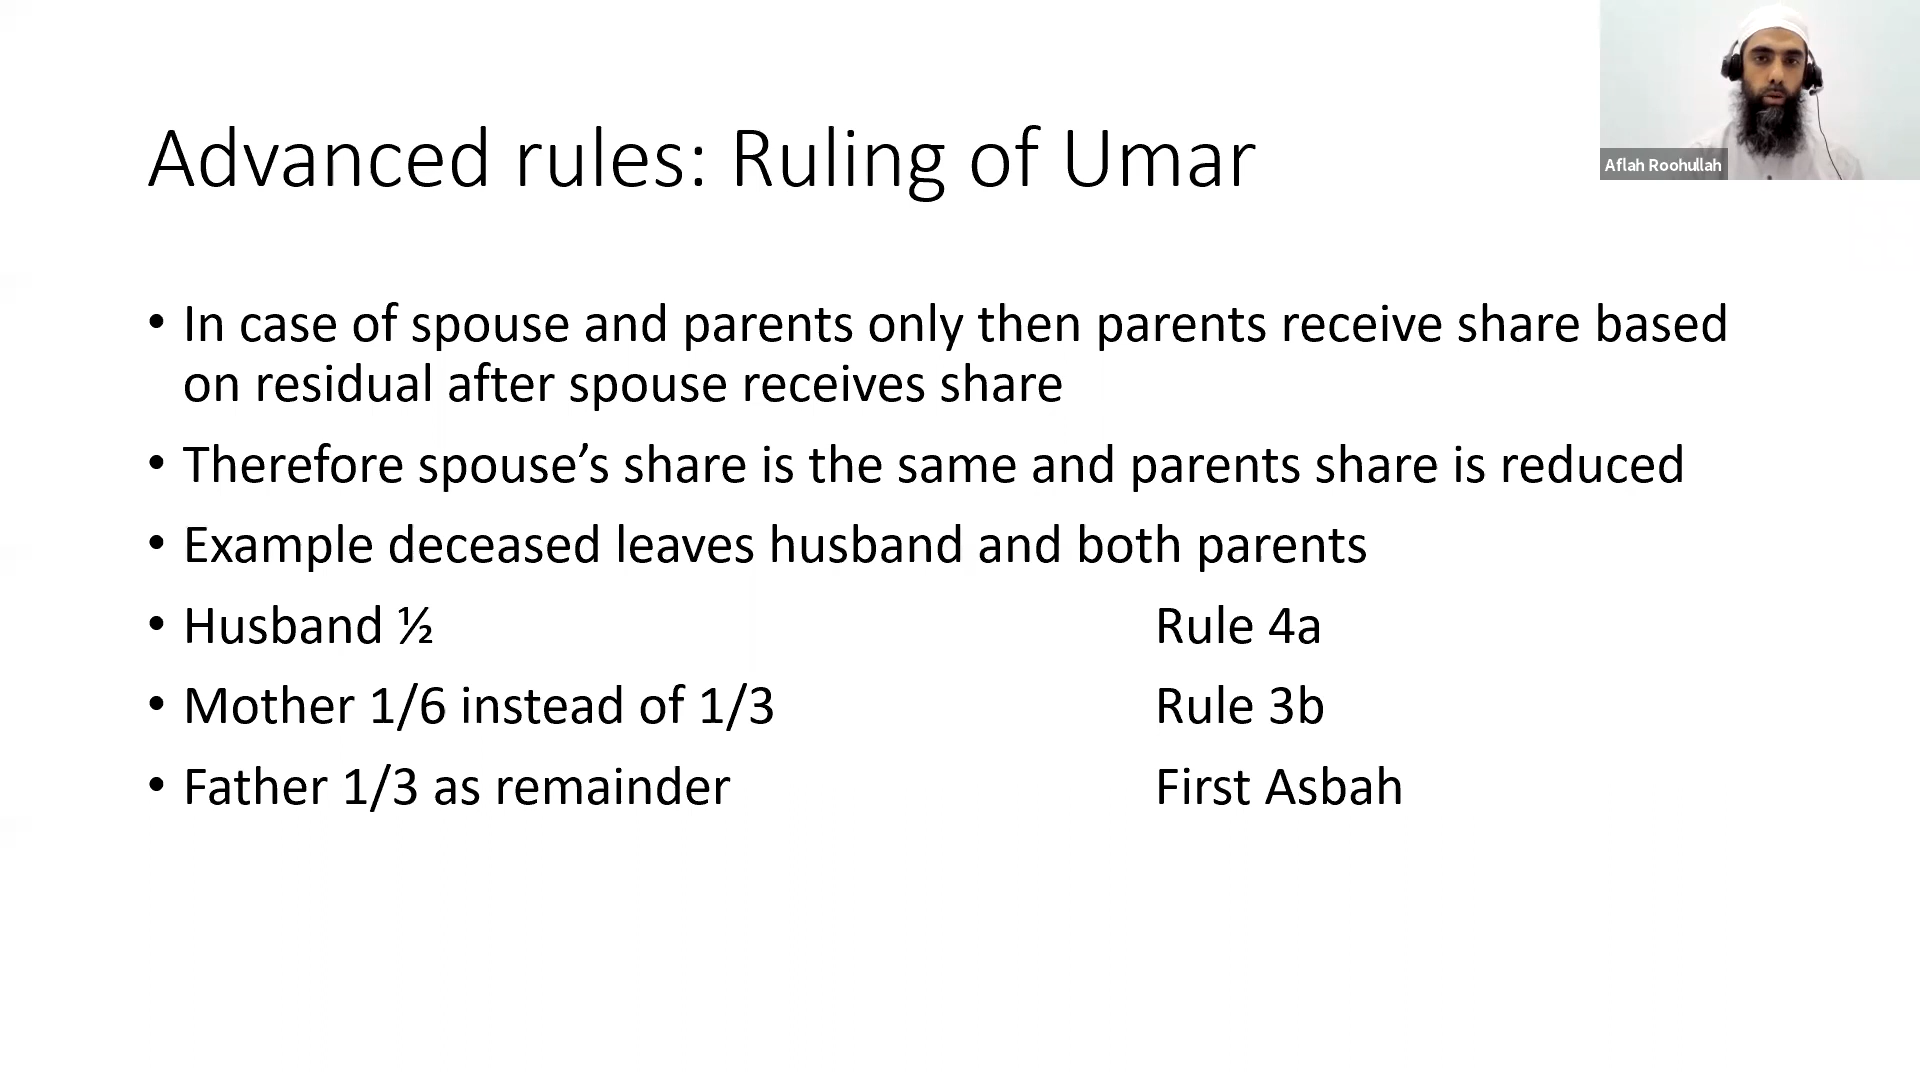 Aflah Roohullah
Advanced rules: Ruling of Umar
• In case of spouse and parents only then parents receive share based
on residual after spouse receives share
• Therefore spouse’s share is the same and parents share is reduced
• Example deceased leaves husband and both parents
• Husband ½ Rule 4a
• Mother 1/6 instead of 1/3 Rule 3b
• Father 1/3 as remainder First Asbah